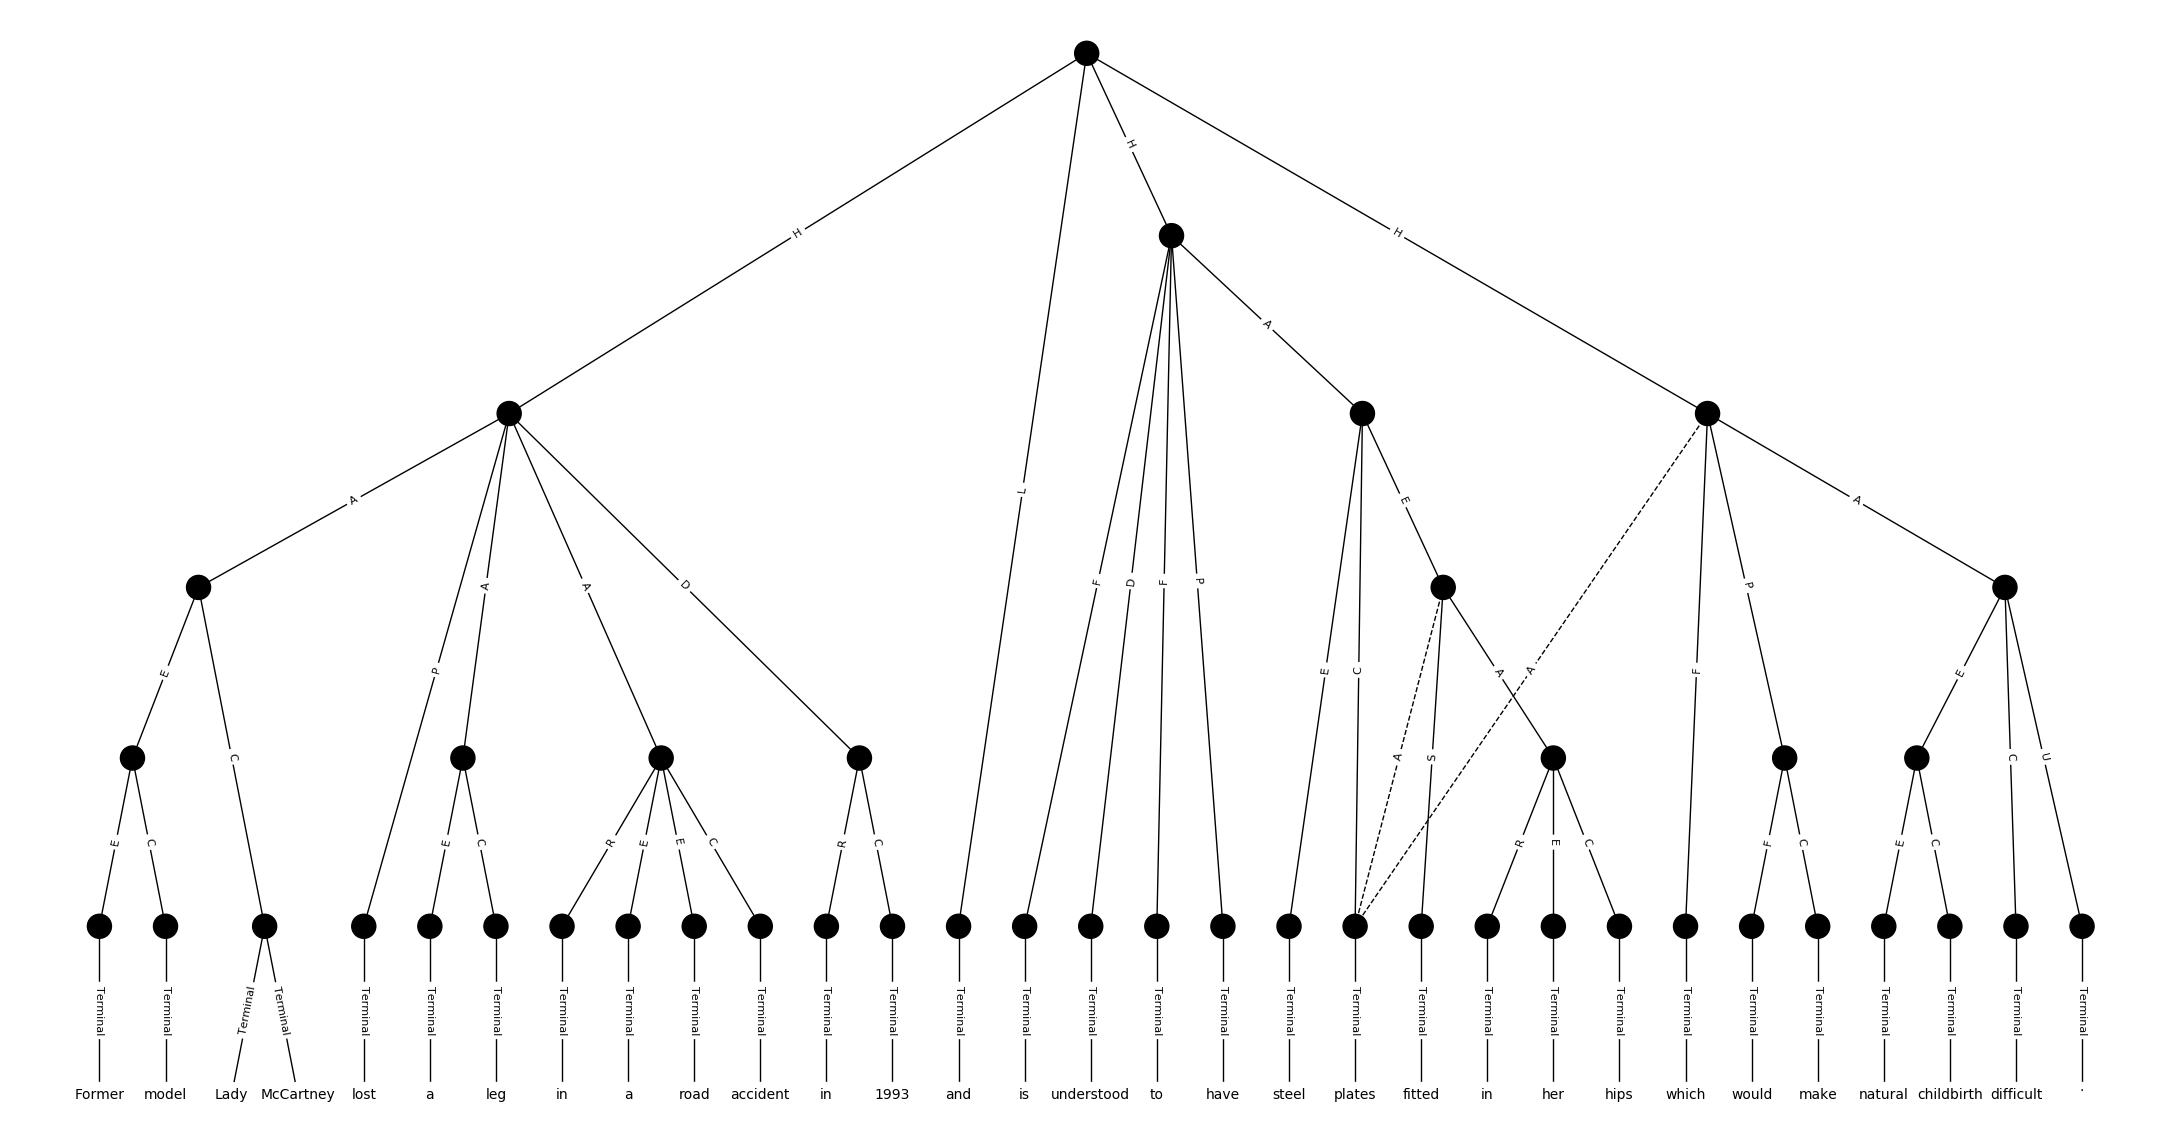 H
H
H
L
A
A
P
A
A
D
F
D
F
P
E
A
E
C
E
A
A
F
P
A
E
C
A
S
E
C
U
E
C
E
C
R
E
E
C
R
C
R
E
C
F
C
E
C
Terminal Terminal Terminal Terminal Terminal Terminal Terminal Terminal Terminal Terminal Terminal Terminal Terminal Terminal Terminal Terminal Terminal Terminal Terminal Terminal Terminal Terminal Terminal Terminal Terminal Terminal Terminal Terminal Terminal Terminal Terminal
Former model Lady McCartney lost a leg in a road accident in 1993 and is understood to have steel plates fitted in her hips which would make natural childbirth difficult .